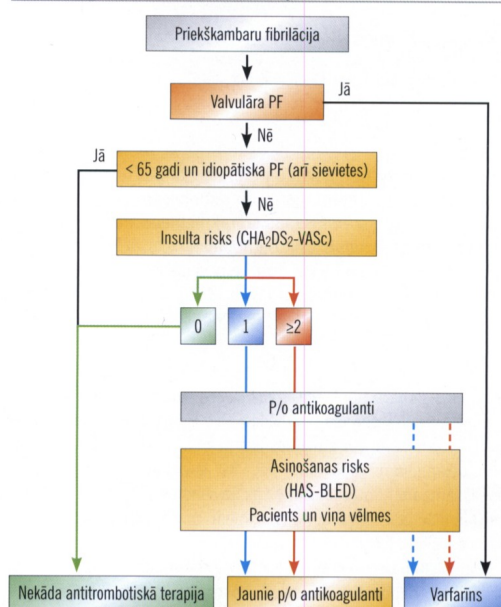 Priekškambaru fibrilācija
Valvulāra PF
Jā
Nē
Jā
< 65 gadi un idiopātiska PF (arī sievietes)
Nē
Insulta risks (CHA₂DS₂-VASc)
0
1
≥2
P/o antikoagulanti
Asiņošanas risks
(HAS-BLED)
Pacients un viņa vēlmes
Nekāda antitrombotiskā terapija
Jaunie p/o antikoagulanti
Varfarīns